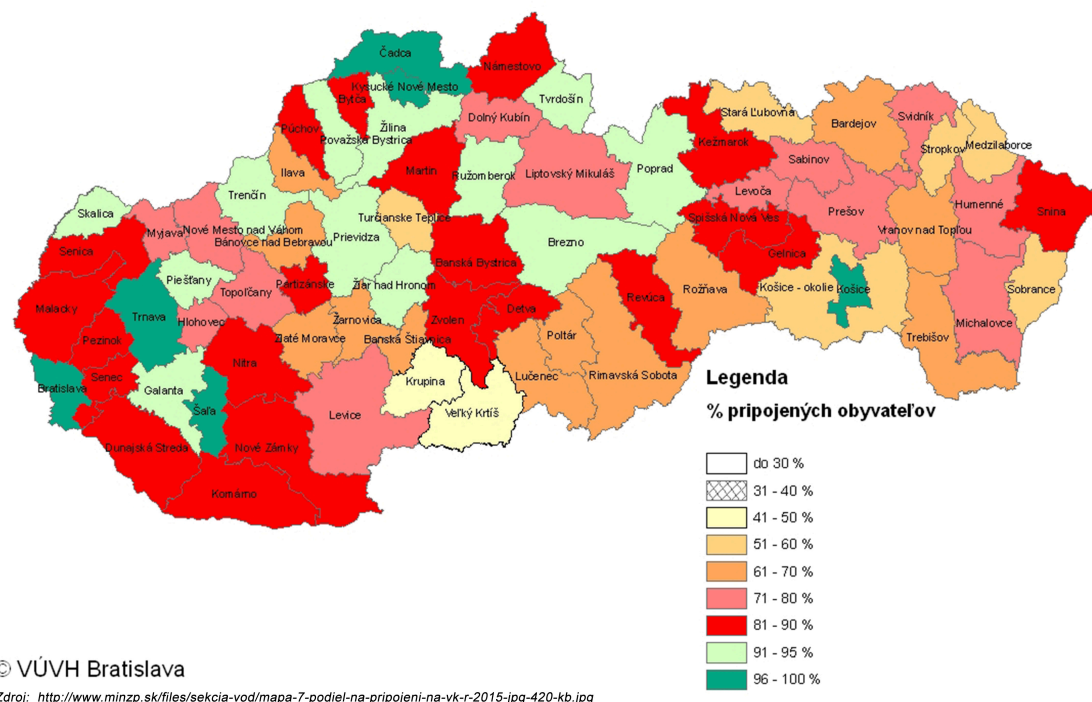 Čadca
Námestovo
Kysucké Nové Mesto
Bytča
Tvrdošín
Stará Ľubovňa
Púchov
Dolný Kubín
Svidník
Bardejov
Žilina
Považská Bystrica
Kežmarok
Stropkov
Medzilaborce
Sabinov
Ilava
Martin
Ružomberok
Liptovský Mikuláš
Poprad
Levoča
Trenčín
Humenné
Snina
Skalica
Turčianske Teplice
Spišská Nová Ves
Prešov
Myjava
Nové Mesto nad Váhom
Vranov nad Topľou
Prievidza
Bánovce nad Bebravou
Brezno
Senica
Gelnica
Banská Bystrica
Piešťany
Partizánske
Žiar nad Hronom
Košice - okolie
Košice
Rožňava
Sobrance
Topoľčany
Revúca
Malacky
Detva
Trnava
Hlohovec
Žarnovica
Zvolen
Michalovce
Pezinok
Zlaté Moravce
Banská Štiavnica
Poltár
Trebišov
Nitra
Senec
Lučenec
Rimavská Sobota
Krupina
Bratislava
Galanta
Šaľa
Levice
Veľký Krtíš
Dunajská Streda
Nové Zámky
Komárno
Legenda
% pripojených obyvateľov
do 30 %
31 - 40 %
41 - 50 %
51 - 60 %
61 - 70 %
71 - 80 %
81 - 90 %
91 - 95 %
96 - 100 %
© VÚVH Bratislava
Zdroj: http://www.minzp.sk/files/sekcia-vod/mapa-7-podiel-na-pripojeni-na-vk-r-2015-jpg-420-kb.jpg